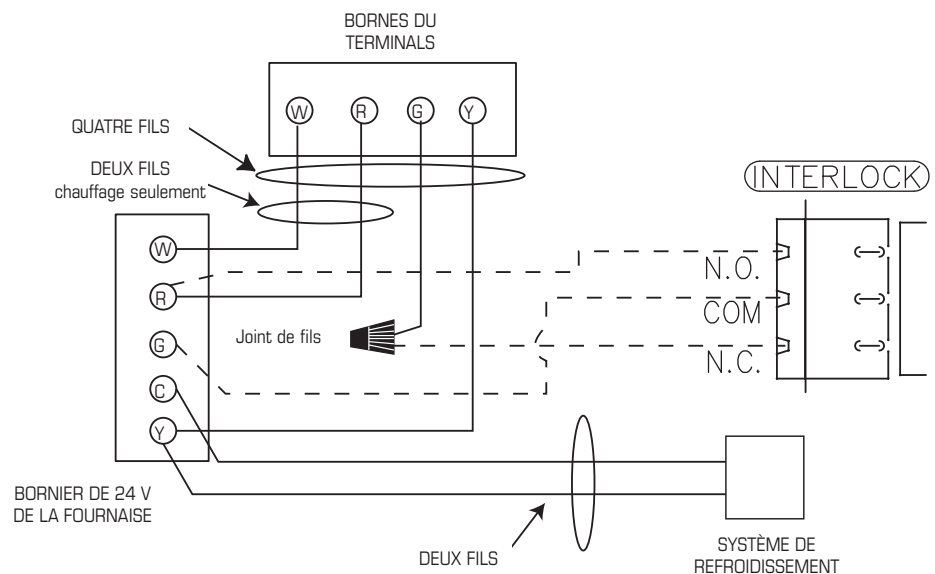 BORNES DU
TERMINALS
W R G Y
QUATRE FILS
DEUX FILS
chauffage seulement
INTERLOCK
W
R
G
C
Y
N.O.
COM
N.C.
Joint de fils
BORNIER DE 24 V
DE LA FOURNAISE
DEUX FILS
SYSTÈME DE
REFROIDISSEMENT